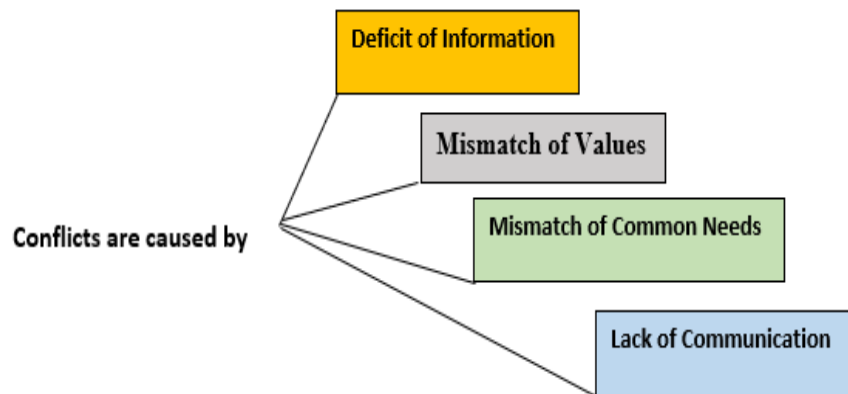 Deficit of Information
Mismatch of Values
Mismatch of Common Needs
Conflicts are caused by
Lack of Communication